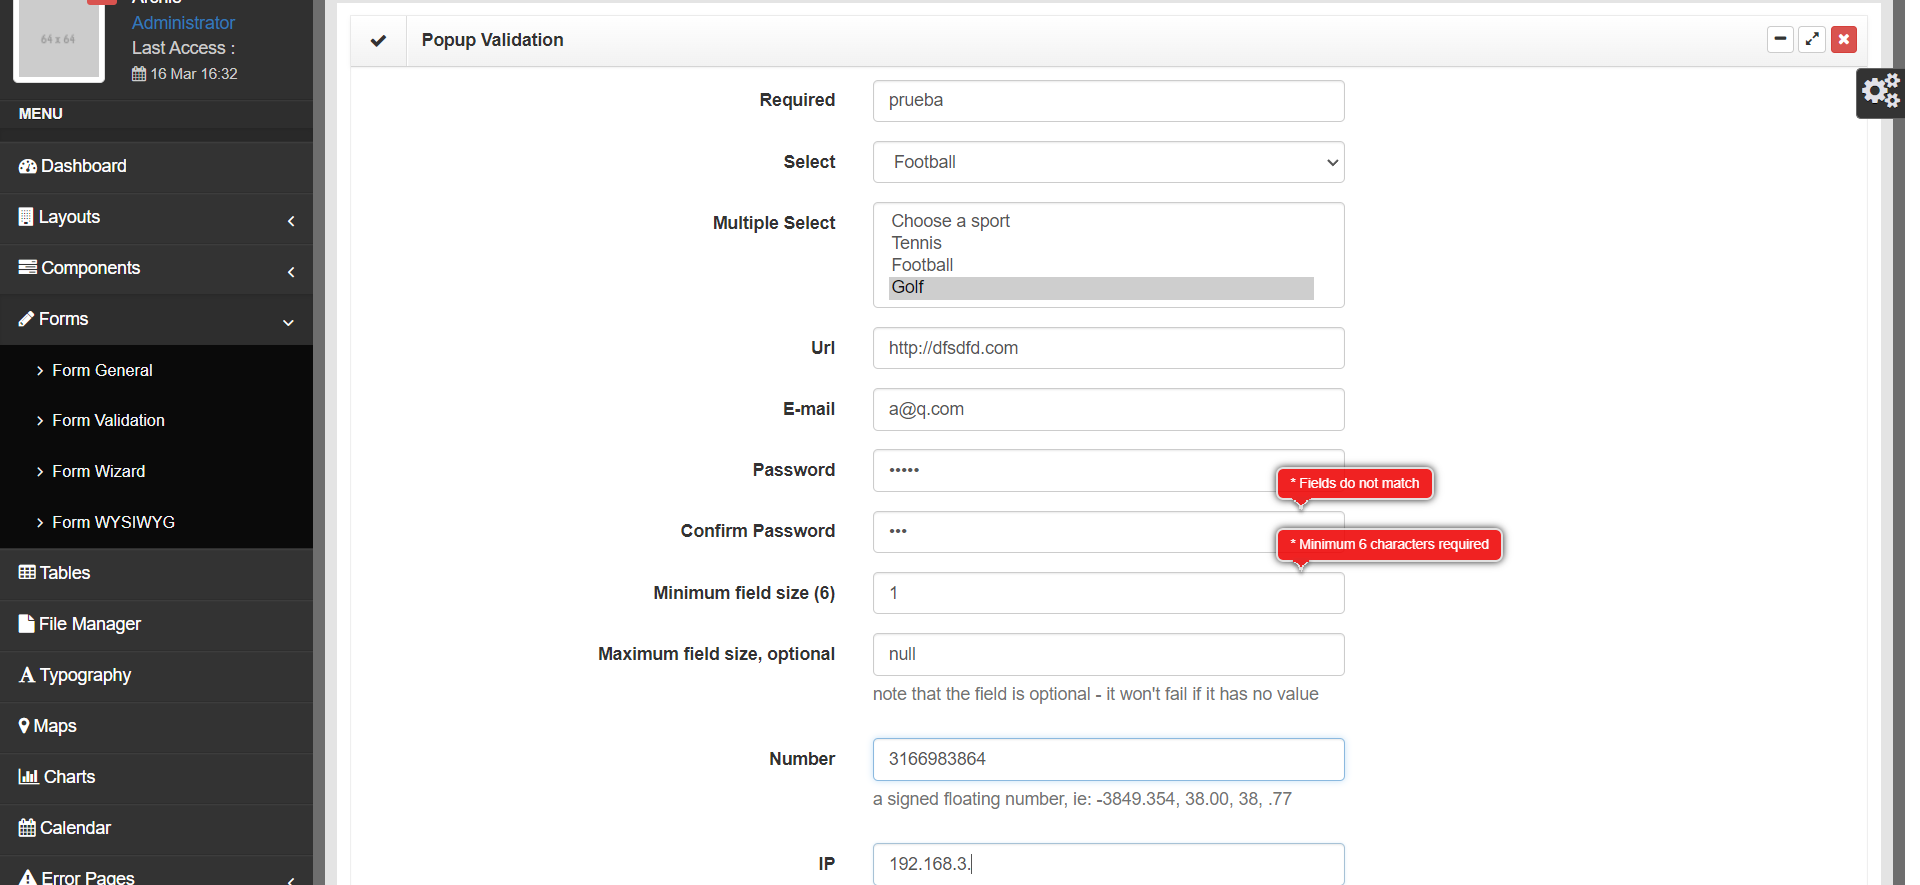 64 x 64
Administrator
Last Access :
16 Mar 16:32
MENU
Dashboard
Layouts
Components
Forms
Form General
Form Validation
Form Wizard
Form WYSIWYG
Tables
File Manager
Typography
Maps
Charts
Calendar
Error Pages
Popup Validation
Required
prueba
Select
Football
Multiple Select
Choose a sport
Tennis
Football
Golf
Url
http://dfsdfd.com
E-mail
a@q.com
Password
•••••
* Fields do not match
Confirm Password
•••
* Minimum 6 characters required
Minimum field size (6)
1
Maximum field size, optional
null
note that the field is optional - it won't fail if it has no value
Number
3166983864
a signed floating number, ie: -3849.354, 38.00, 38, .77
IP
192.168.3.